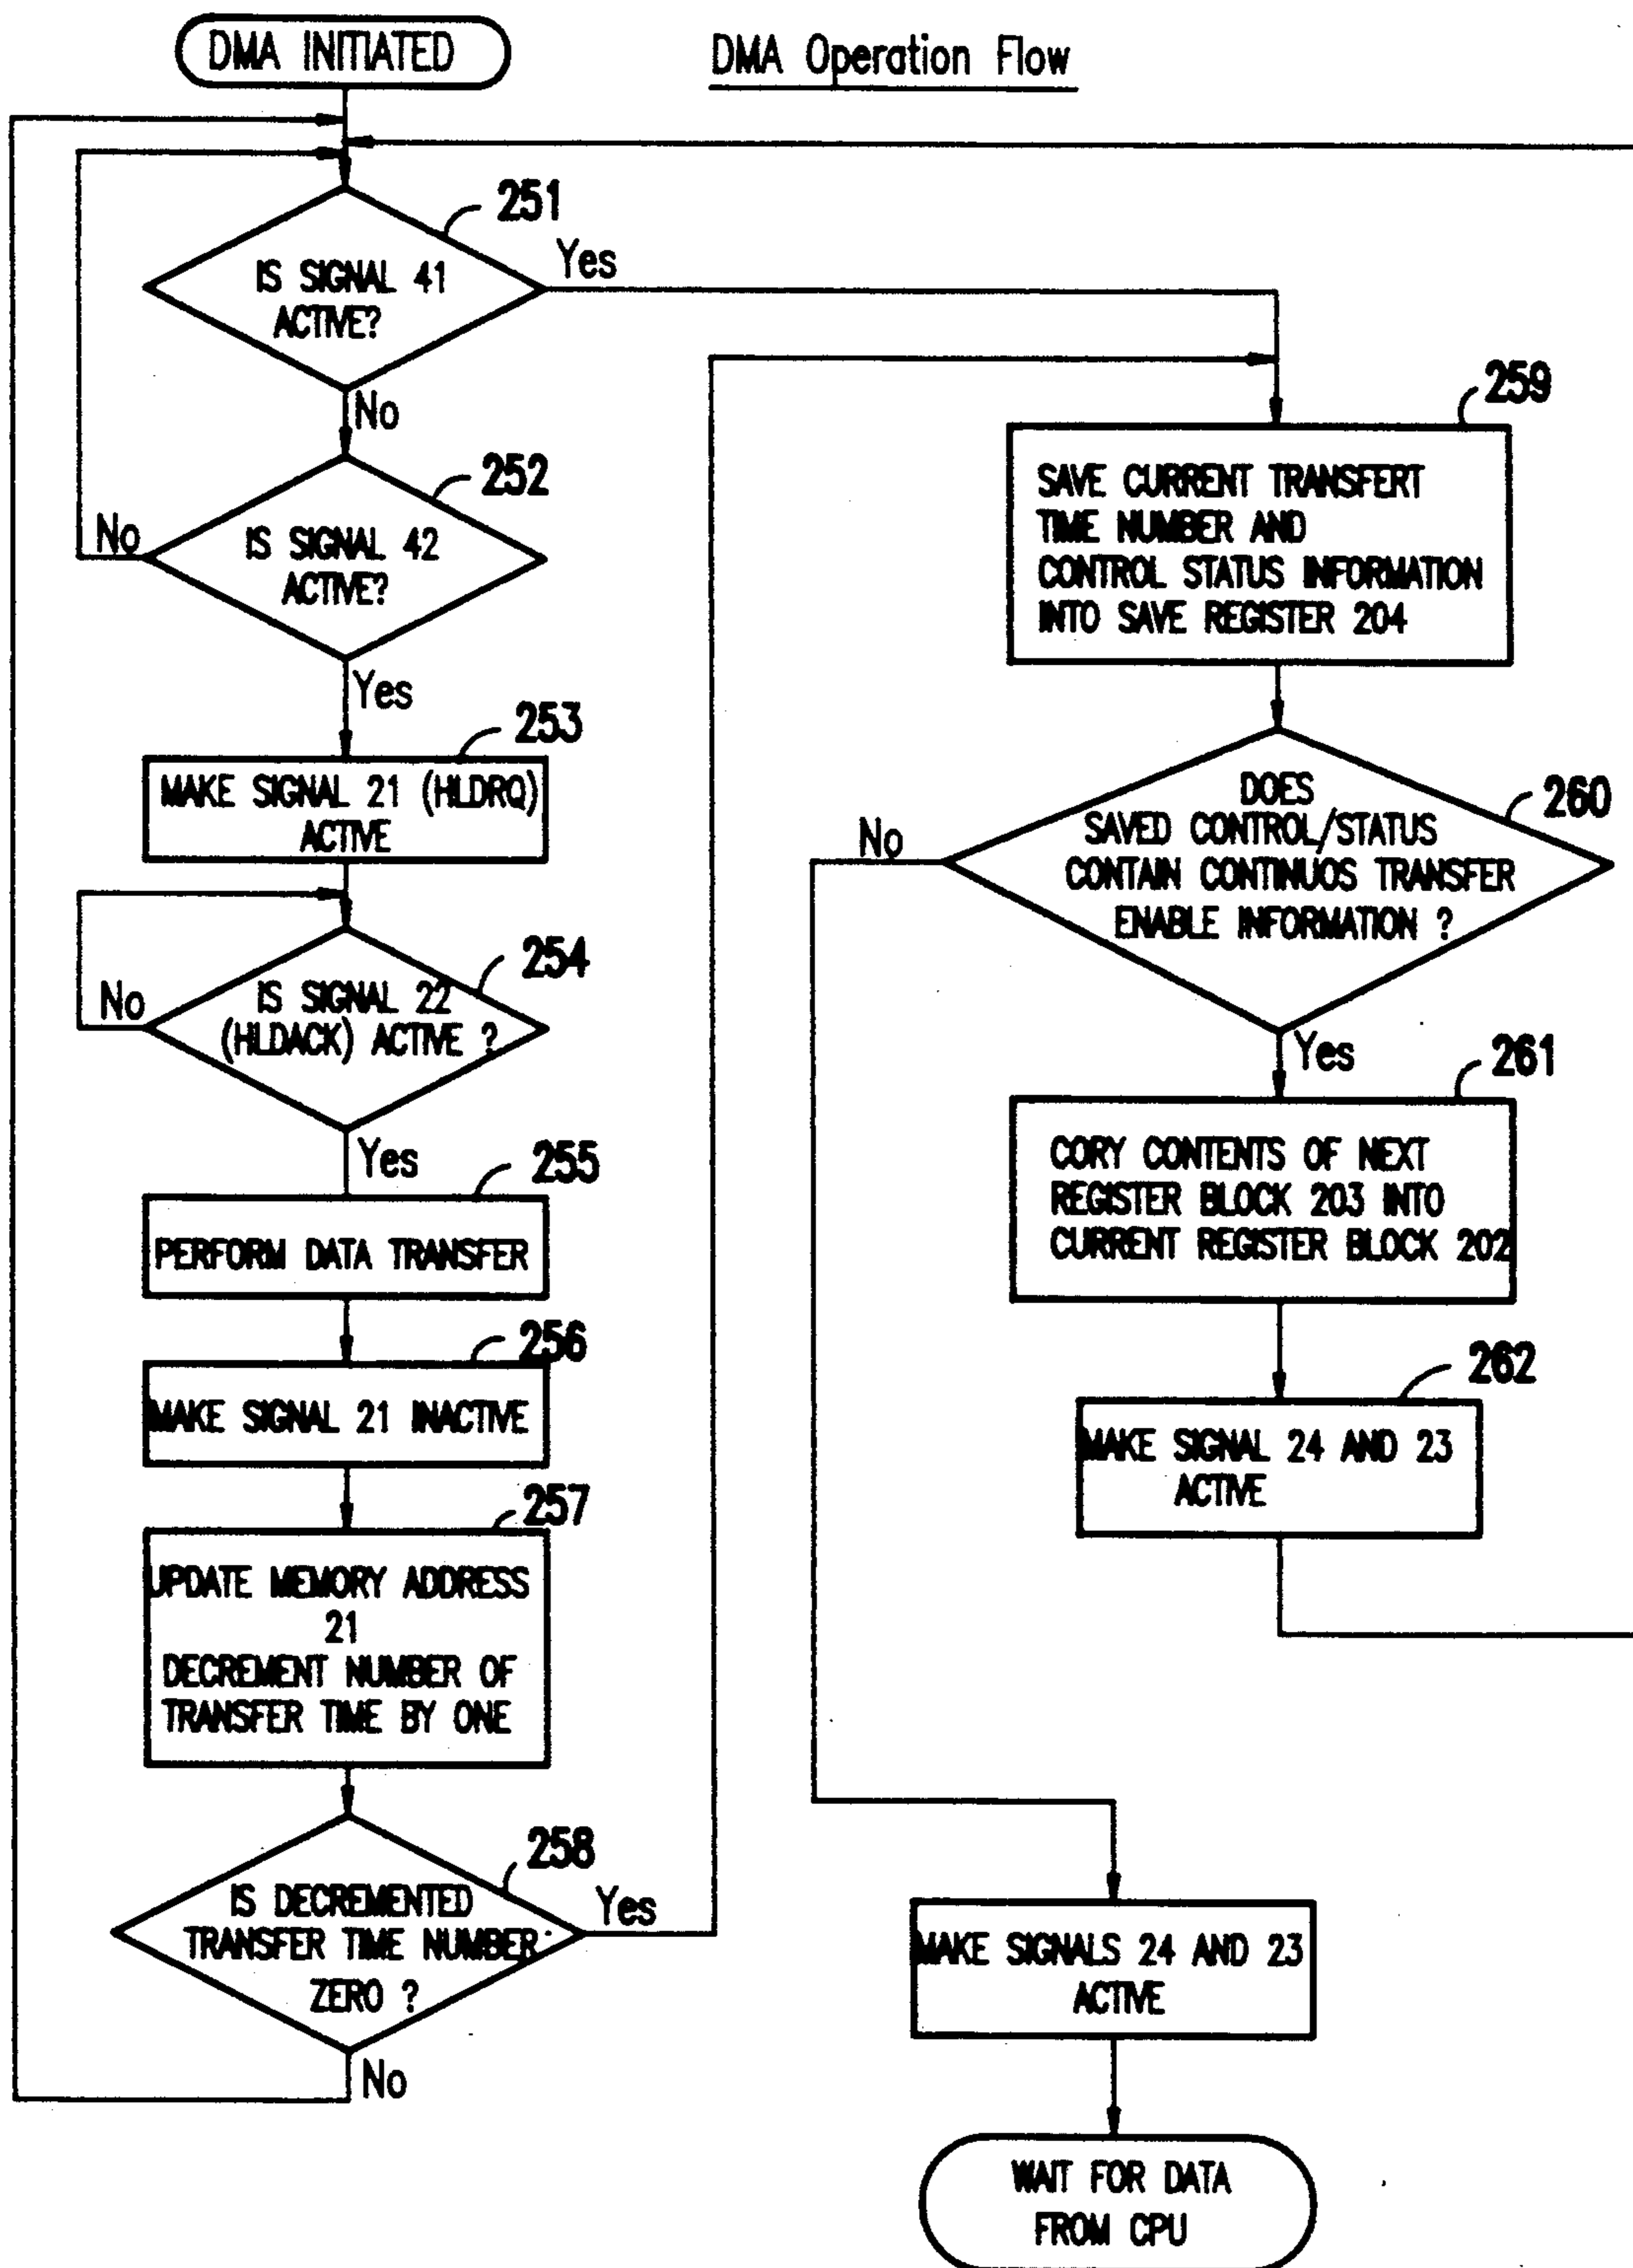 DMA INITIATED
DMA Operation Flow
251
IS SIGNAL 41
ACTIVE?
Yes
No
252
IS SIGNAL 42
ACTIVE?
No
Yes
253
MAKE SIGNAL 21 (HLDRQ)
ACTIVE
254
IS SIGNAL 22
(HLDACK) ACTIVE ?
No
Yes
255
PERFORM DATA TRANSFER
256
MAKE SIGNAL 21 INACTIVE
257
UPDATE MEMORY ADDRESS
21
DECREMENT NUMBER OF
TRANSFER TIME BY ONE
258
IS DECREMENTED
TRANSFER TIME NUMBER
ZERO ?
Yes
No
259
SAVE CURRENT TRANSFERT
TIME NUMBER AND
CONTROL STATUS INFORMATION
INTO SAVE REGISTER 204
260
DOES
SAVED CONTROL/STATUS
CONTAIN CONTINUOS TRANSFER
ENABLE INFORMATION ?
No
Yes
261
CORY CONTENTS OF NEXT
REGISTER BLOCK 203 INTO
CURRENT REGISTER BLOCK 202
262
MAKE SIGNAL 24 AND 23
ACTIVE
MAKE SIGNALS 24 AND 23
ACTIVE
WAIT FOR DATA
FROM CPU